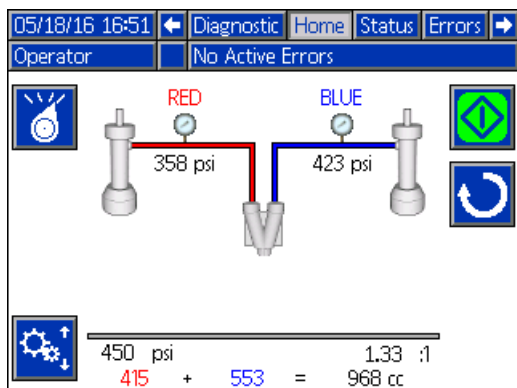 05/18/16 16:51 Diagnostic Home Status Errors
Operator No Active Errors
RED BLUE
358 psi 423 psi
450 psi 1.33 :1
415 + 553 = 968 cc